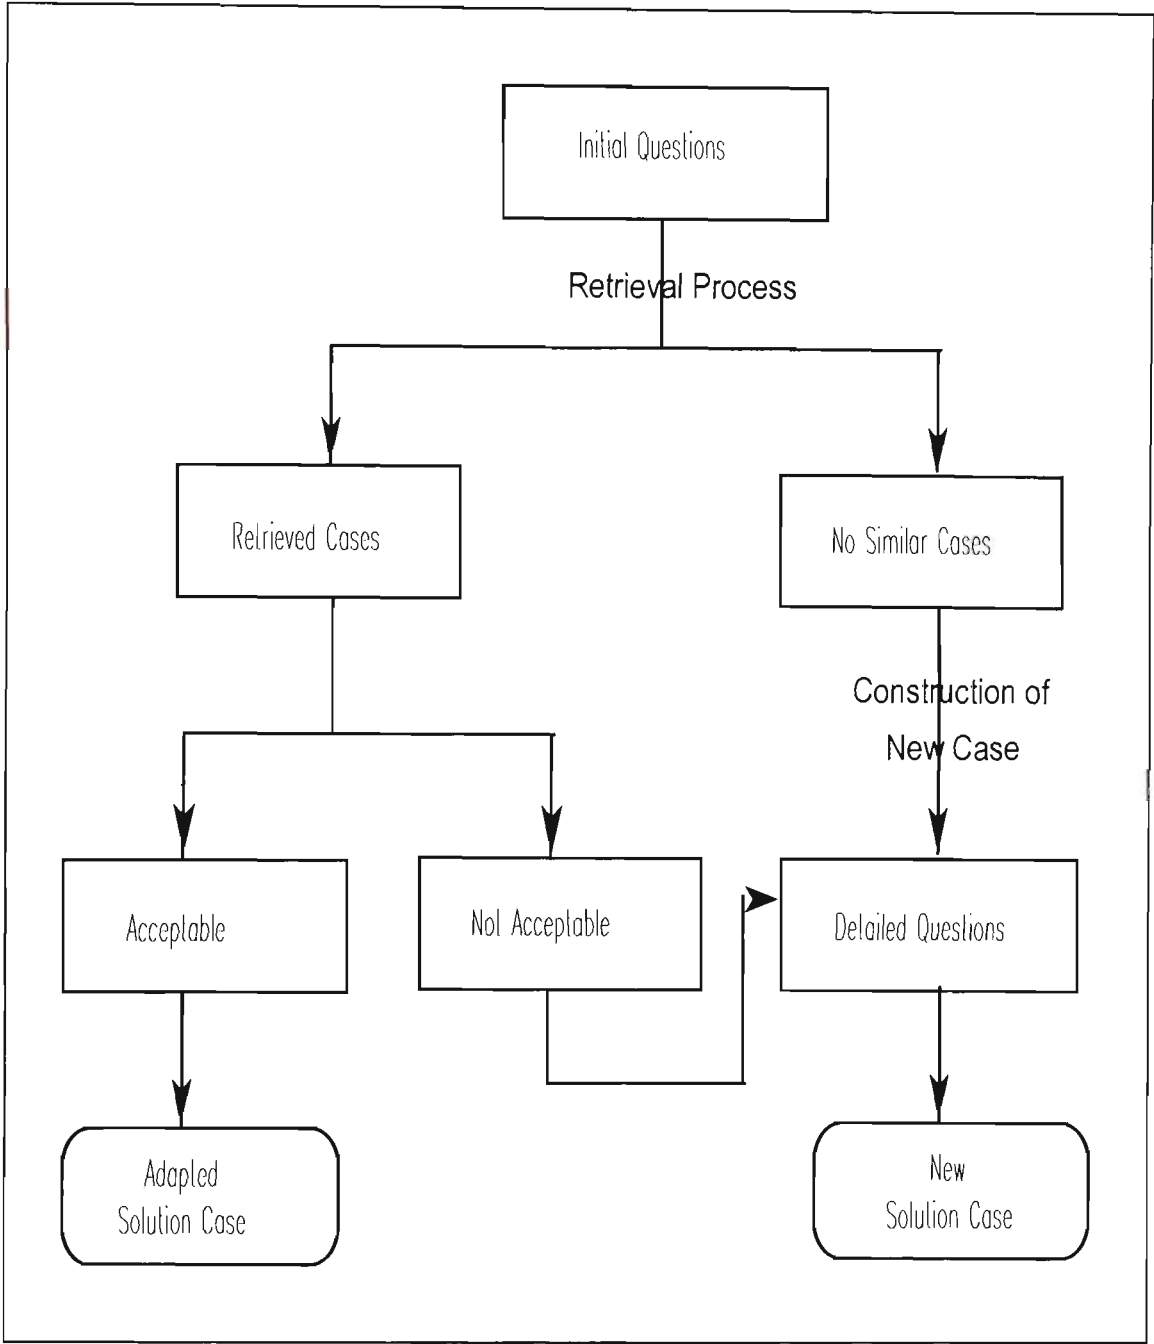 Initial Questions
Retrieval Process
Retrieved Cases
No Similar Cases
Construction of
New Case
Acceptable
Not Acceptable
Detailed Questions
Adapted
Solution Case
New
Solution Case